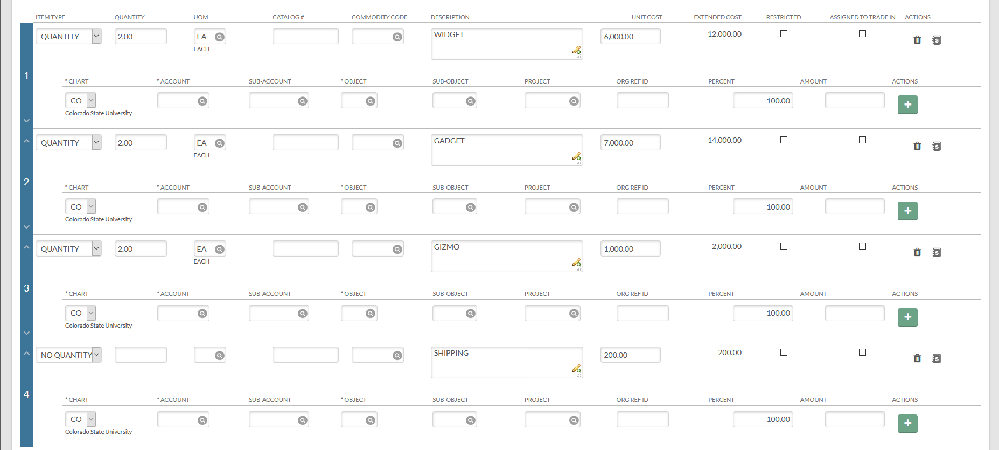 ITEM TYPE QUANTITY UOM CATALOG # COMMODITY CODE DESCRIPTION UNIT COST EXTENDED COST RESTRICTED ASSIGNED TO TRADE IN ACTIONS
QUANTITY 2.00 EA WIDGET 6,000.00 12,000.00
EACH
1
* CHART * ACCOUNT SUB-ACCOUNT * OBJECT SUB-OBJECT PROJECT ORG REF ID PERCENT AMOUNT ACTIONS
CO 100.00
Colorado State University
QUANTITY 2.00 EA GADGET 7,000.00 14,000.00
EACH
2
* CHART * ACCOUNT SUB-ACCOUNT * OBJECT SUB-OBJECT PROJECT ORG REF ID PERCENT AMOUNT ACTIONS
CO 100.00
Colorado State University
QUANTITY 2.00 EA GIZMO 1,000.00 2,000.00
EACH
3
* CHART * ACCOUNT SUB-ACCOUNT * OBJECT SUB-OBJECT PROJECT ORG REF ID PERCENT AMOUNT ACTIONS
CO 100.00
Colorado State University
NO QUANTITY SHIPPING 200.00 200.00
4
* CHART * ACCOUNT SUB-ACCOUNT * OBJECT SUB-OBJECT PROJECT ORG REF ID PERCENT AMOUNT ACTIONS
CO 100.00
Colorado State University